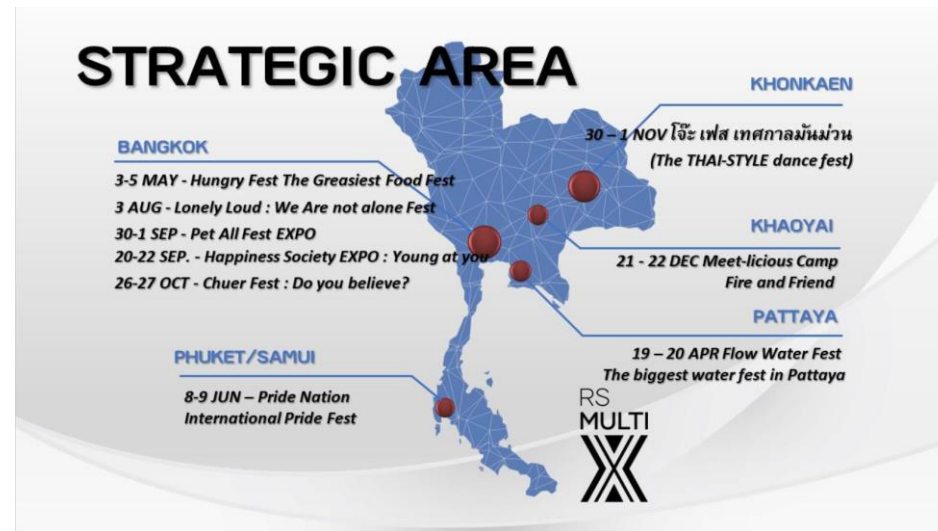 STRATEGIC AREA
BANGKOK
3-5 MAY - Hungry Fest The Greasiest Food Fest
3 AUG - Lonely Loud : We Are not alone Fest
30-1 SEP - Pet All Fest EXPO
20-22 SEP. - Happiness Society EXPO : Young at you
26-27 OCT - Chuer Fest : Do you believe?
PHUKET/SAMUI
8-9 JUN – Pride Nation
International Pride Fest
KHONKAEN
30 – 1 NOV โจ๊ะ เฟส เทศกาลมันม่วน
(The THAI-STYLE dance fest)
KHAOYAI
21 - 22 DEC Meet-licious Camp
Fire and Friend
PATTAYA
19 – 20 APR Flow Water Fest
The biggest water fest in Pattaya
RS
MULTI
X